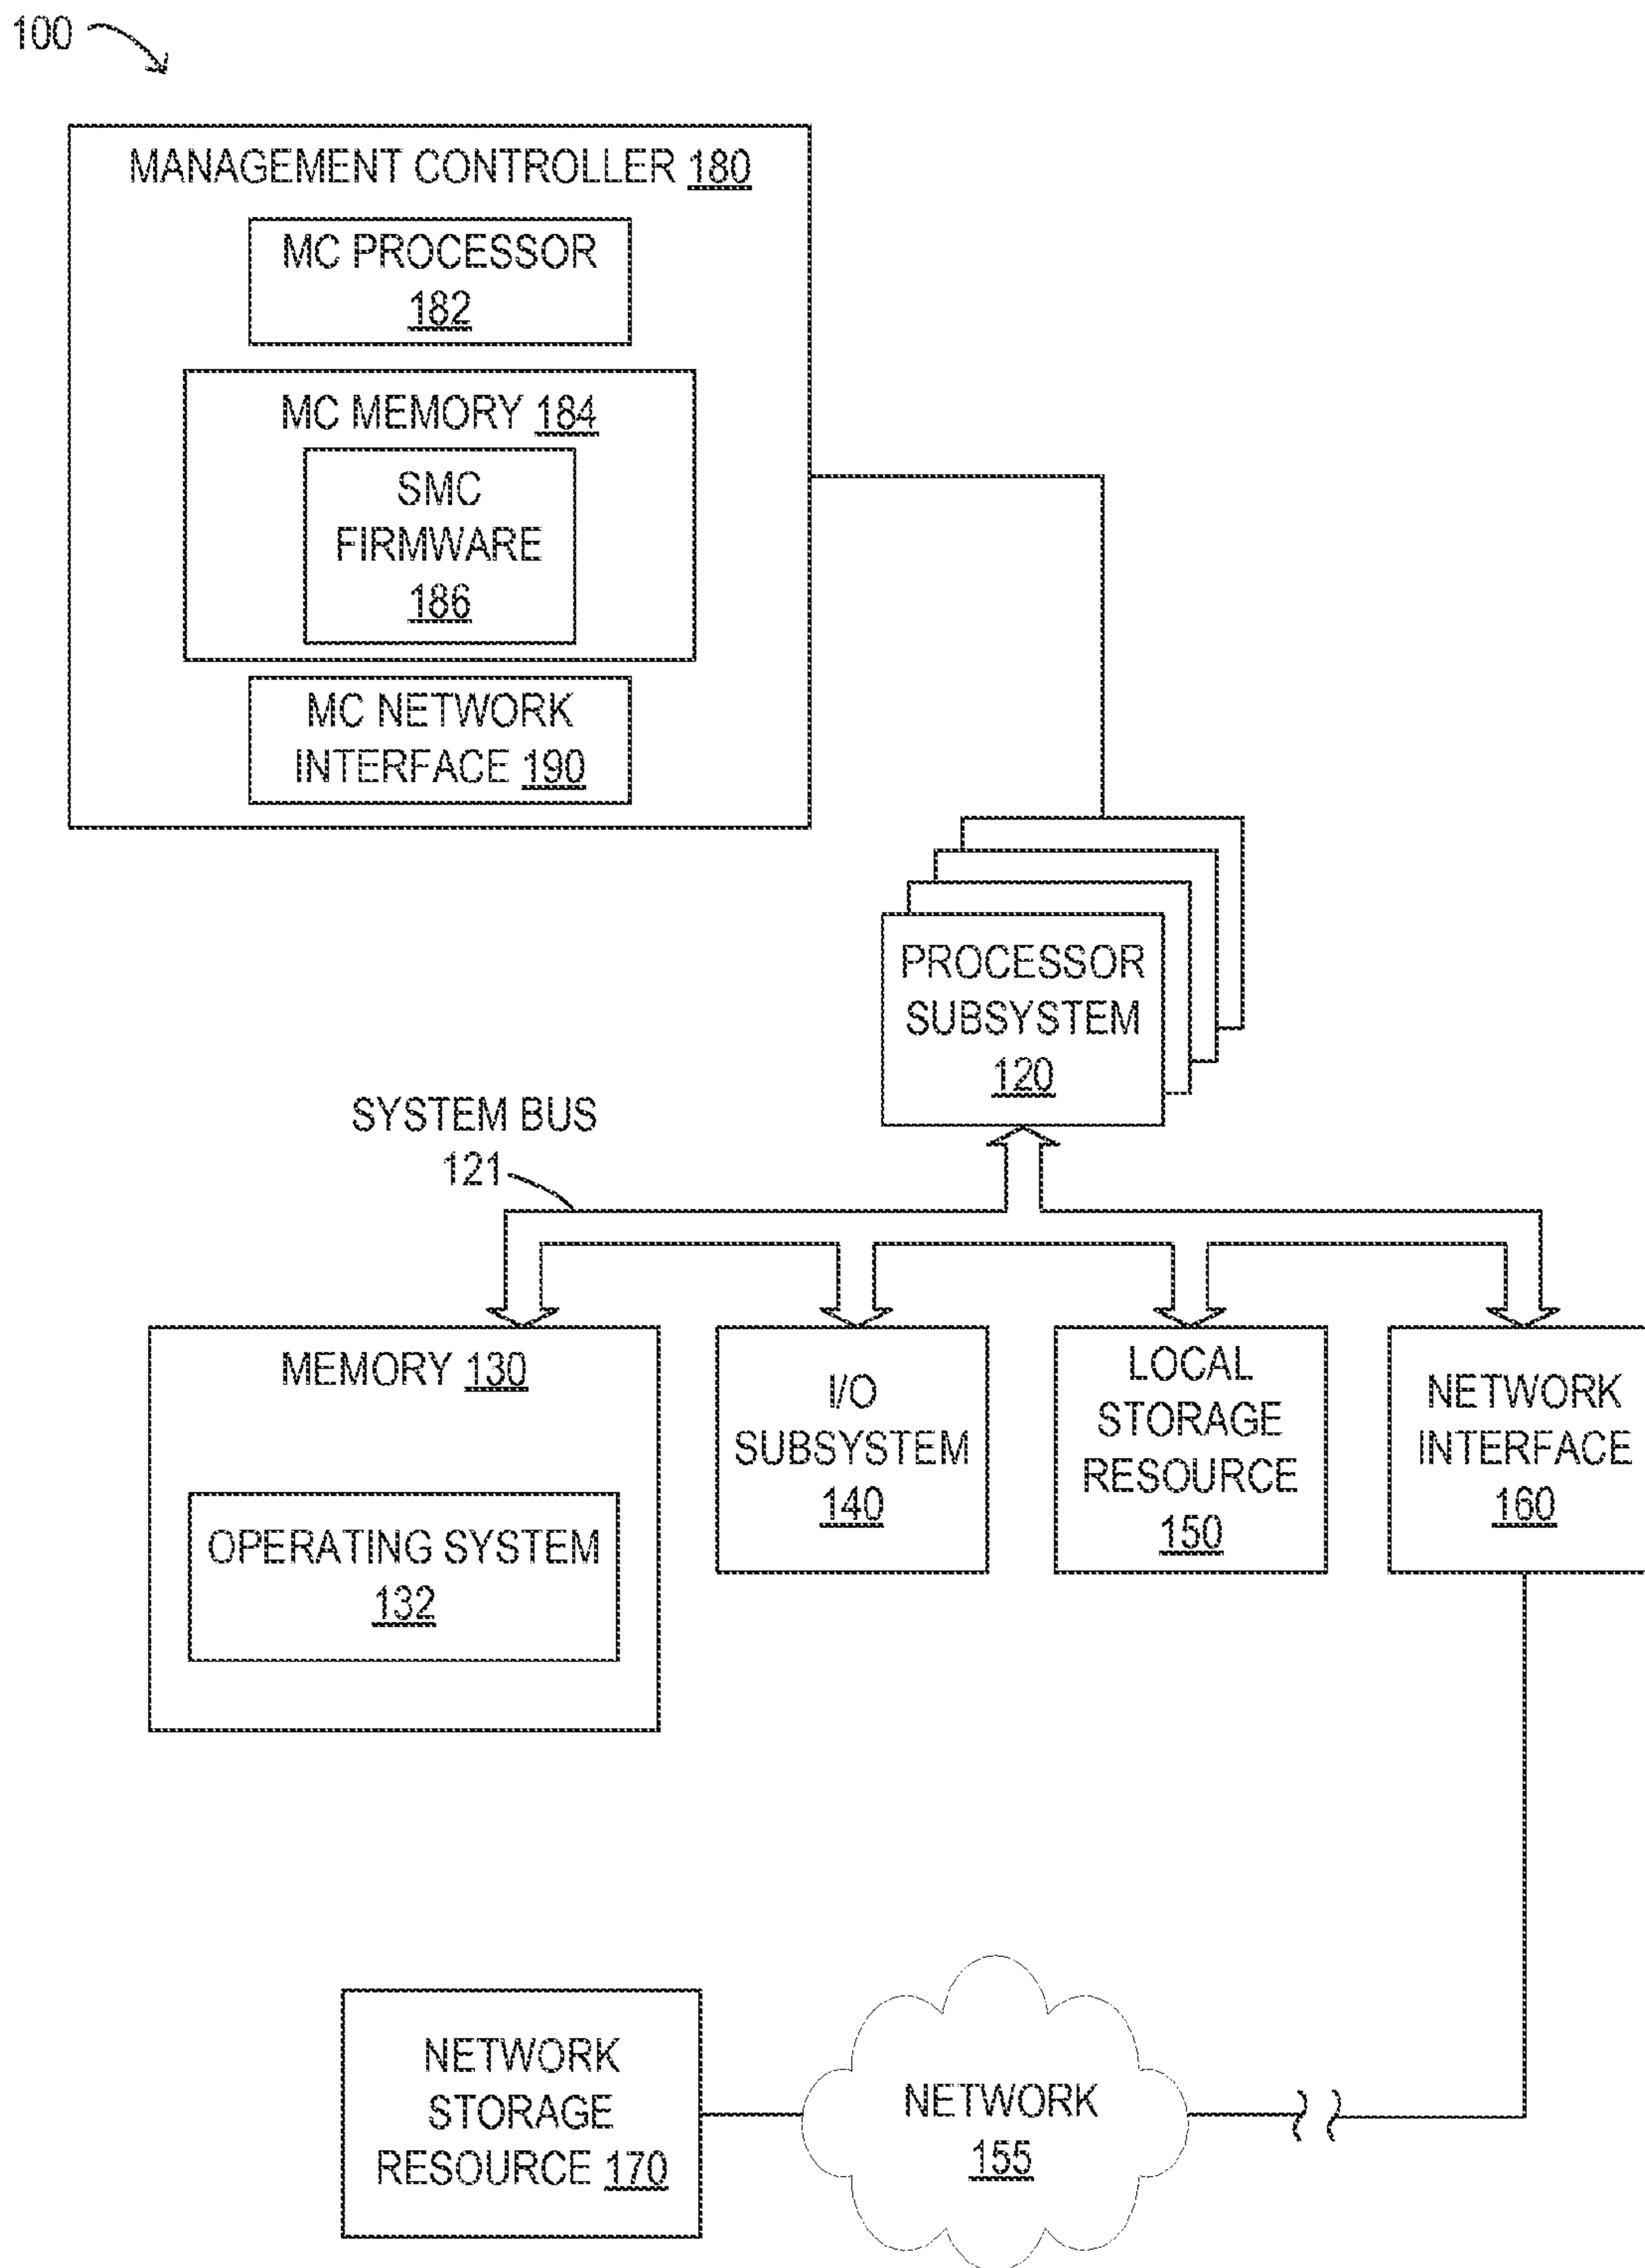 100
MANAGEMENT CONTROLLER 180
MC PROCESSOR
182
MC MEMORY 184
SMC
FIRMWARE
186
MC NETWORK
INTERFACE 190
PROCESSOR
SUBSYSTEM
120
SYSTEM BUS
121
MEMORY 130
OPERATING SYSTEM
132
I/O
SUBSYSTEM
140
LOCAL
STORAGE
RESOURCE
150
NETWORK
INTERFACE
160
NETWORK
STORAGE
RESOURCE 170
NETWORK
155